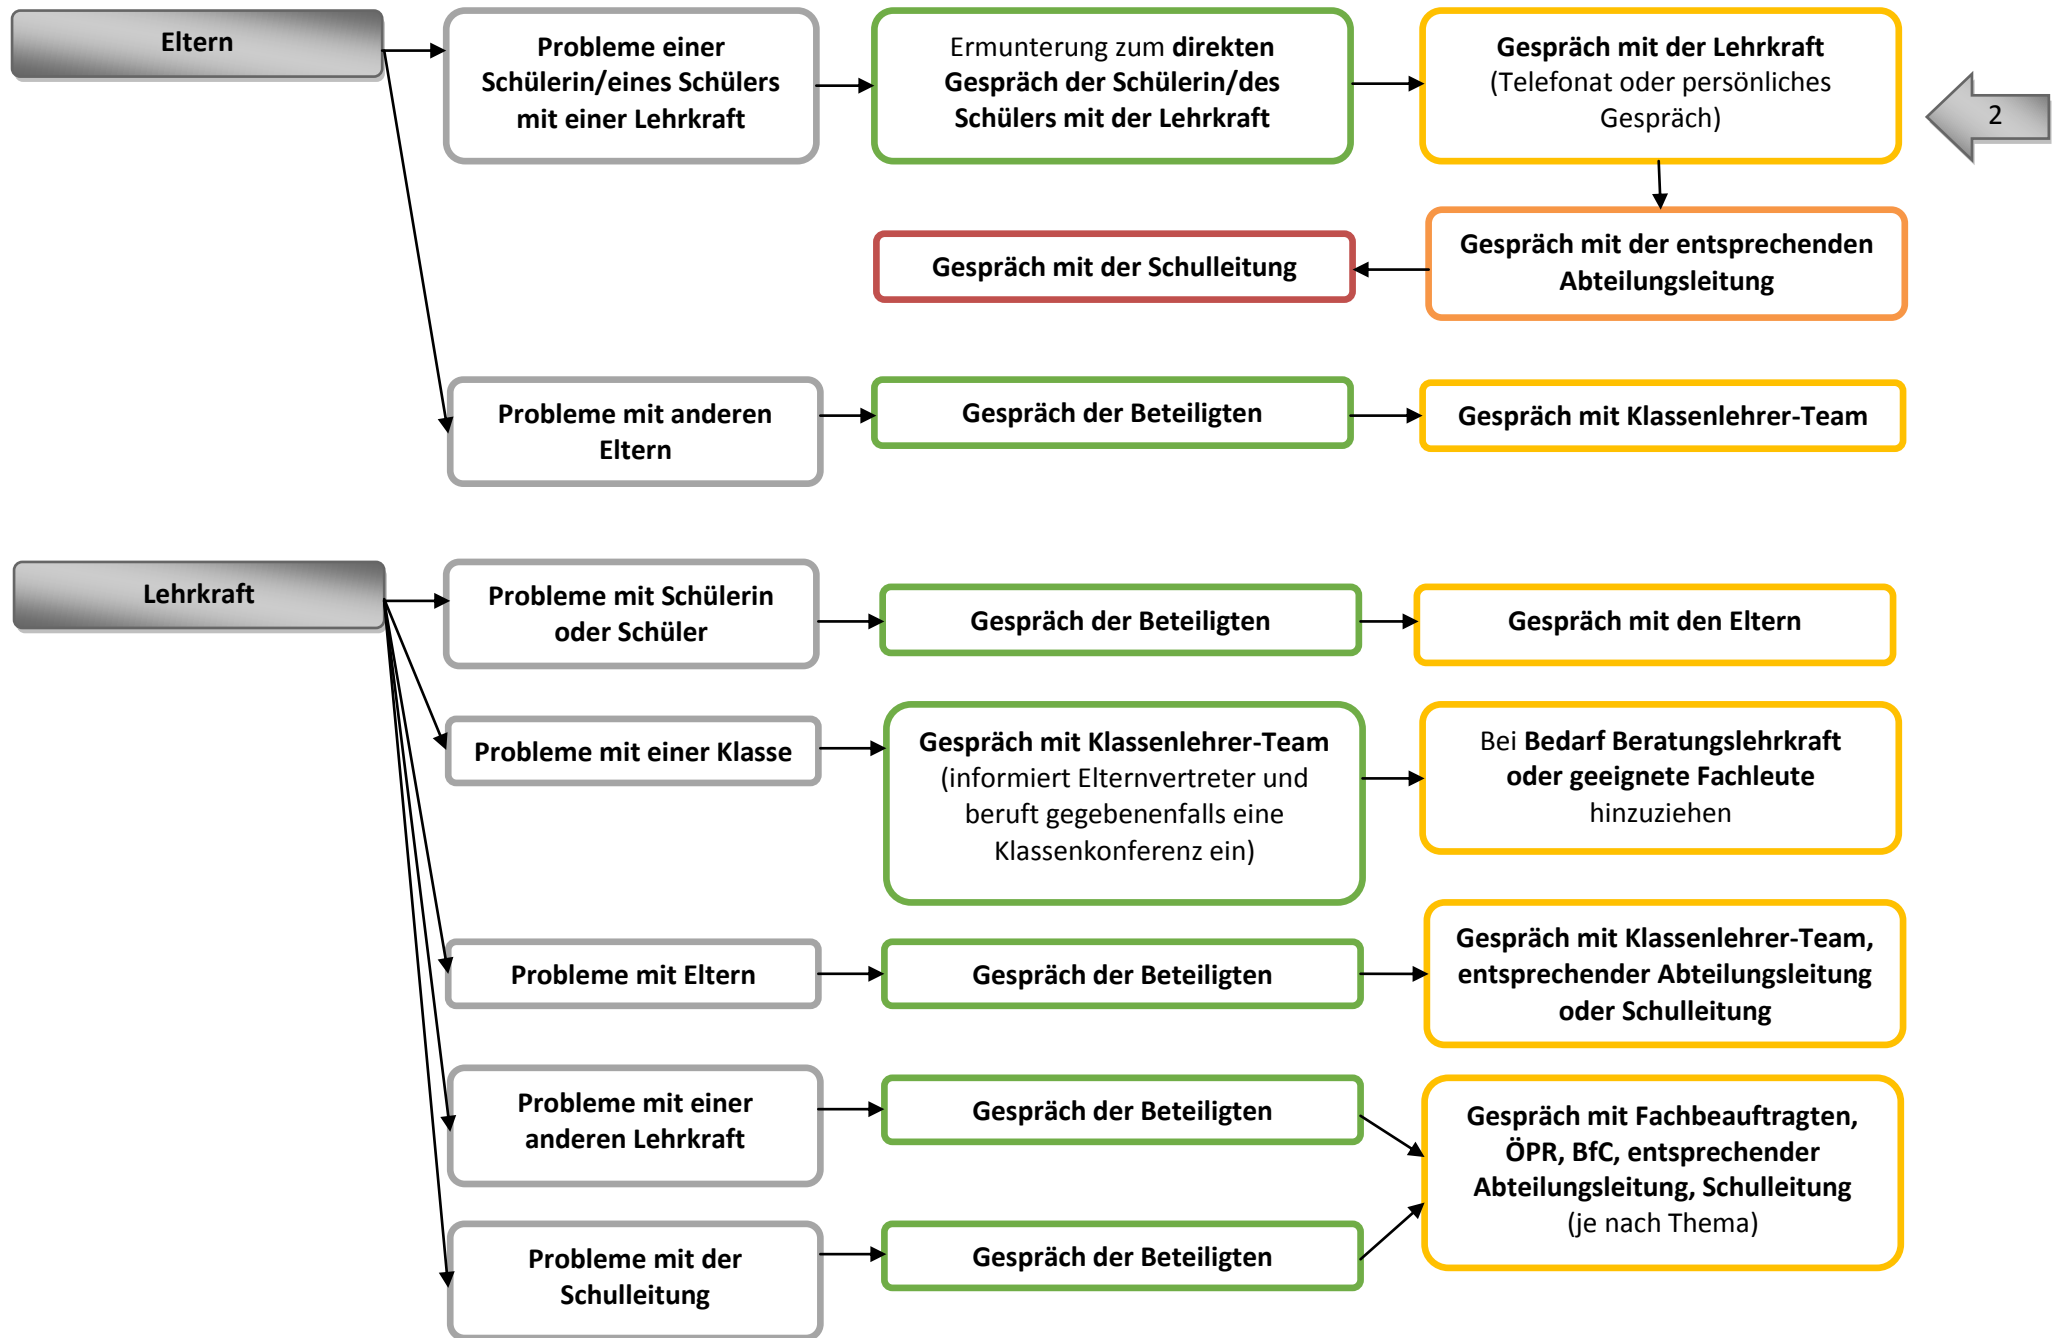 Eltern
Probleme einer
Schülerin/eines Schülers
mit einer Lehrkraft
Ermunterung zum direkten
Gespräch der Schülerin/des
Schülers mit der Lehrkraft
Gespräch mit der Lehrkraft
(Telefonat oder persönliches
Gespräch)
2
Gespräch mit der entsprechenden
Abteilungsleitung
Gespräch mit der Schulleitung
Probleme mit anderen
Eltern
Gespräch der Beteiligten
Gespräch mit Klassenlehrer-Team
Lehrkraft
Probleme mit Schülerin
oder Schüler
Gespräch der Beteiligten
Gespräch mit den Eltern
Probleme mit einer Klasse
Gespräch mit Klassenlehrer-Team
(informiert Elternvertreter und
beruft gegebenenfalls eine
Klassenkonferenz ein)
Bei Bedarf Beratungslehrkraft
oder geeignete Fachleute
hinzuziehen
Probleme mit Eltern
Gespräch der Beteiligten
Gespräch mit Klassenlehrer-Team,
entsprechender Abteilungsleitung
oder Schulleitung
Probleme mit einer
anderen Lehrkraft
Gespräch der Beteiligten
Gespräch mit Fachbeauftragten,
ÖPR, BfC, entsprechender
Abteilungsleitung, Schulleitung
(je nach Thema)
Probleme mit der
Schulleitung
Gespräch der Beteiligten